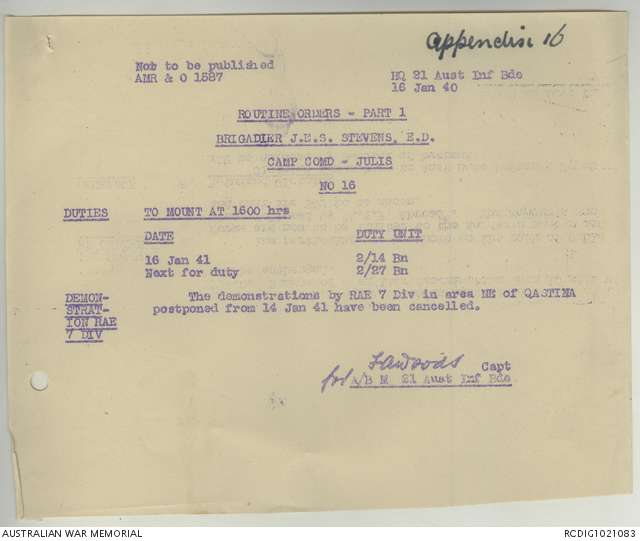 Appendix 16
Not to be published
AMR & O 1587
HQ 21 Aust Inf Bde
16 Jan 40
ROUTINE ORDERS - PART 1
BRIGADIER J.E.S. STEVENS, E.D.
CAMP COMD - JULIS
NO 16
DUTIES TO MOUNT AT 1600 hrs
DATE DUTY UNIT
16 Jan 41 2/14 Bn
Next for duty 2/27 Bn
DEMON-
STRAT-
ION RAE
7 DIV
The demonstrations by RAE 7 Div in area NE of QASTINA
postponed from 14 Jan 41 have been cancelled.
Capt
for A/B M 21 Aust Inf Bde
AUSTRALIAN WAR MEMORIAL RCDIG1021083